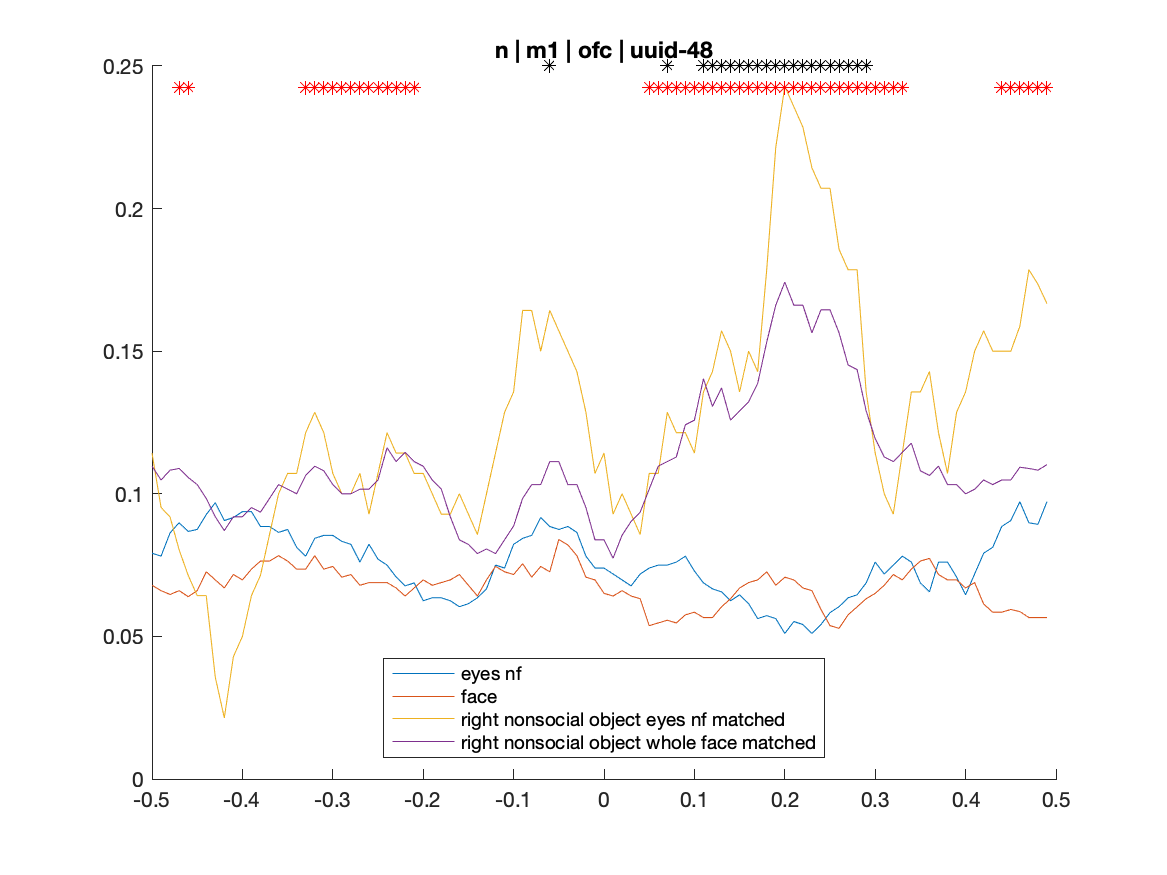 n | m1 | ofc | uuid-48
0.25
0.2
0.15
0.1
0.05
0
-0.5 -0.4 -0.3 -0.2 -0.1 0 0.1 0.2 0.3 0.4 0.5
eyes nf
face
right nonsocial object eyes nf matched
right nonsocial object whole face matched